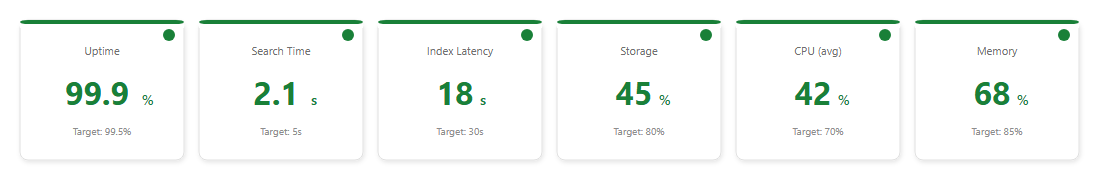 Uptime
99.9 %
Target: 99.5%
Search Time
2.1 s
Target: 5s
Index Latency
18 s
Target: 30s
Storage
45 %
Target: 80%
CPU (avg)
42 %
Target: 70%
Memory
68 %
Target: 85%